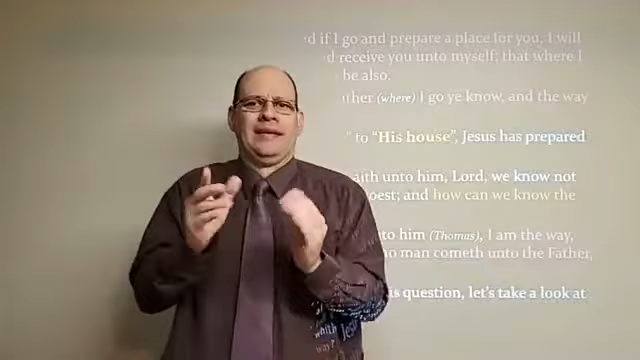 d if I go and prepare a place for you, I will
d receive you unto myself; that where I
be also.
ther (where) I go ye know, and the way
" to "His house", Jesus has prepared
aith unto him, Lord, we know not
oest; and how can we know the
to him (Thomas), I am the way,
no man cometh unto the Father,
s question, let's take a look at
whith
way?